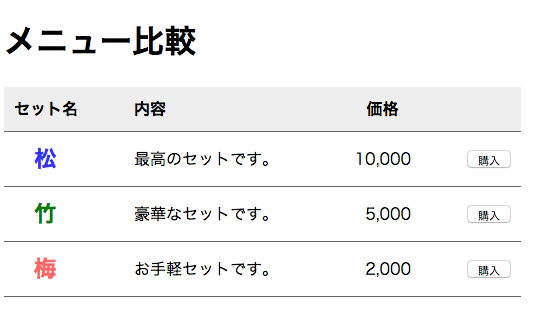 メニュー比較
セット名 内容 価格
松 最高のセットです。 10,000 購入
竹 豪華なセットです。 5,000 購入
梅 お手軽セットです。 2,000 購入